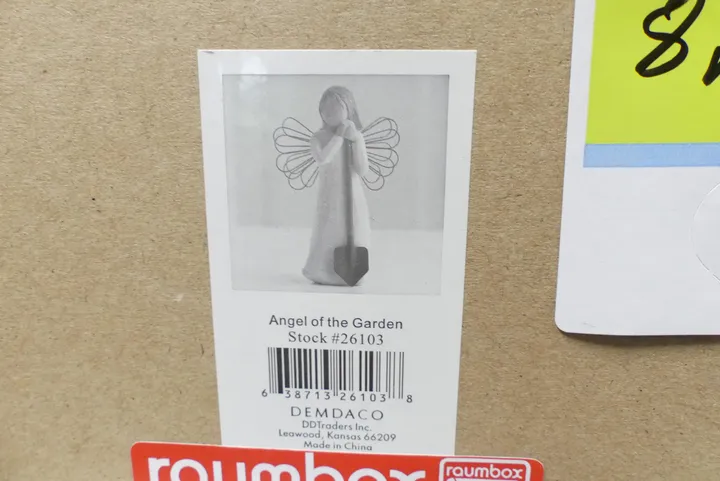 8
Angel of the Garden
Stock #26103
6 38713 26103 8
DEMDACO
DDTraders Inc.
Leawood, Kansas 66209
Made in China
raumbox
raumbox